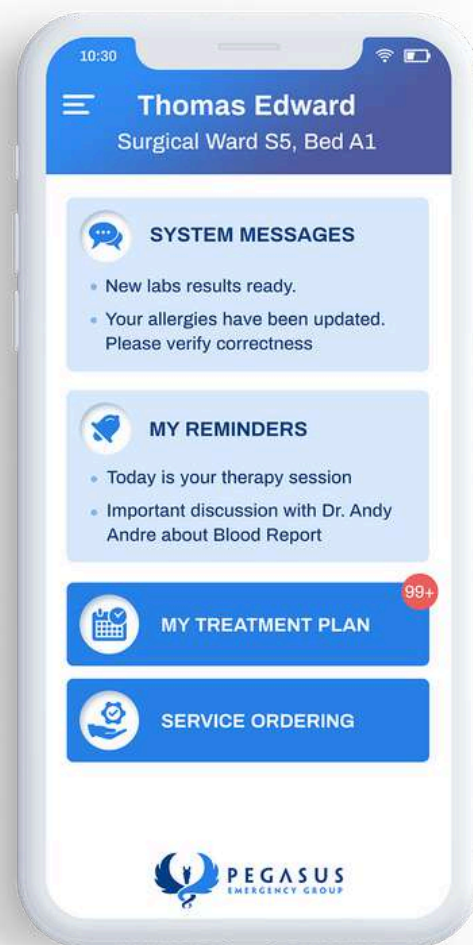 10:30
Thomas Edward
Surgical Ward S5, Bed A1
SYSTEM MESSAGES
New labs results ready.
Your allergies have been updated.
Please verify correctness
MY REMINDERS
Today is your therapy session
Important discussion with Dr. Andy
Andre about Blood Report
99+
MY TREATMENT PLAN
SERVICE ORDERING
PEGASUS
EMERGENCY GROUP